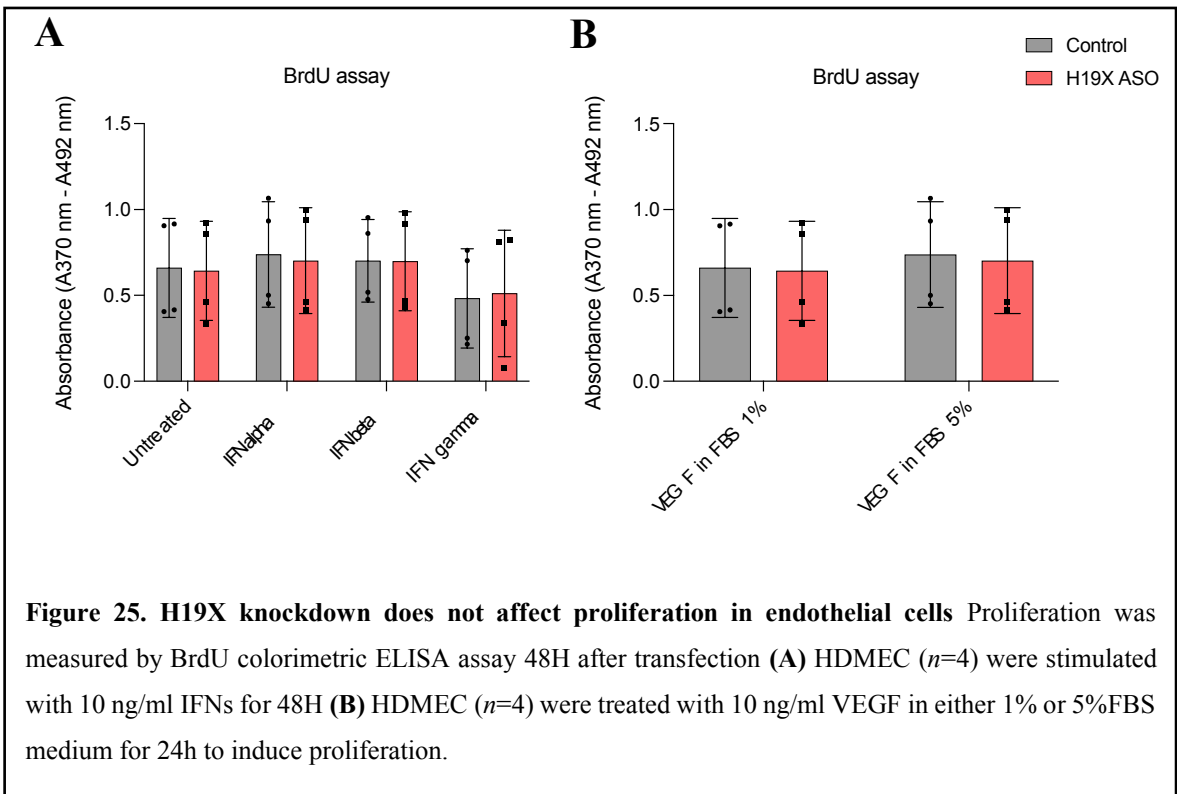 A
B
Control
H19X ASO
BrdU assay
BrdU assay
Absorbance (A370 nm - A492 nm)
1.5
1.0
0.5
0.0
Untreated
IFNalpha
IFNbeta
IFN gamma
Absorbance (A370 nm - A492 nm)
1.5
1.0
0.5
0.0
VEG F in FBS 1%
VEG F in FBS 5%
Figure 25. H19X knockdown does not affect proliferation in endothelial cells Proliferation was
measured by BrdU colorimetric ELISA assay 48H after transfection (A) HDMEC (n=4) were stimulated
with 10 ng/ml IFNs for 48H (B) HDMEC (n=4) were treated with 10 ng/ml VEGF in either 1% or 5%FBS
medium for 24h to induce proliferation.